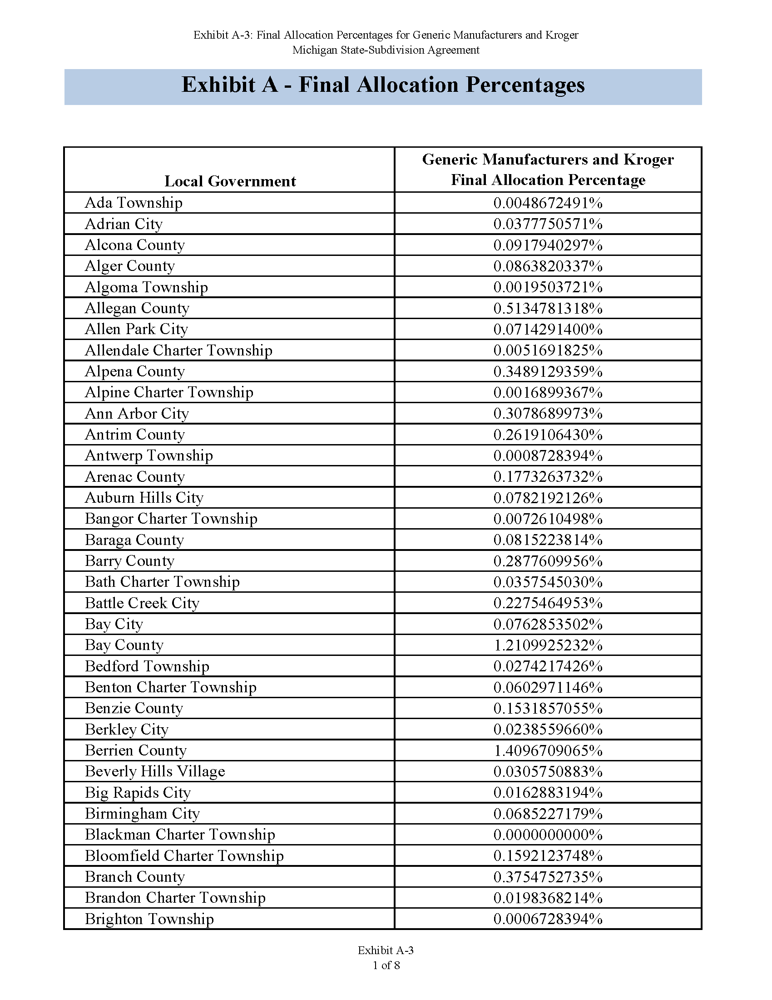 Exhibit A-3: Final Allocation Percentages for Generic Manufacturers and Kroger
Michigan State-Subdivision Agreement
Exhibit A - Final Allocation Percentages
Generic Manufacturers and Kroger
Local Government Final Allocation Percentage
Ada Township 0.0048672491%
Adrian City 0.0377750571%
Alcona County 0.0917940297%
Alger County 0.0863820337%
Algoma Township 0.0019503721%
Allegan County 0.5134781318%
Allen Park City 0.0714291400%
Allendale Charter Township 0.0051691825%
Alpena County 0.3489129359%
Alpine Charter Township 0.0016899367%
Ann Arbor City 0.3078689973%
Antrim County 0.2619106430%
Antwerp Township 0.0008728394%
Arenac County 0.1773263732%
Auburn Hills City 0.0782192126%
Bangor Charter Township 0.0072610498%
Baraga County 0.0815223814%
Barry County 0.2877609956%
Bath Charter Township 0.0357545030%
Battle Creek City 0.2275464953%
Bay City 0.0762853502%
Bay County 1.2109925232%
Bedford Township 0.0274217426%
Benton Charter Township 0.0602971146%
Benzie County 0.1531857055%
Berkley City 0.0238559660%
Berrien County 1.4096709065%
Beverly Hills Village 0.0305750883%
Big Rapids City 0.0162883194%
Birmingham City 0.0685227179%
Blackman Charter Township 0.0000000000%
Bloomfield Charter Township 0.1592123748%
Branch County 0.3754752735%
Brandon Charter Township 0.0198368214%
Brighton Township 0.0006728394%
Exhibit A-3
1 of 8